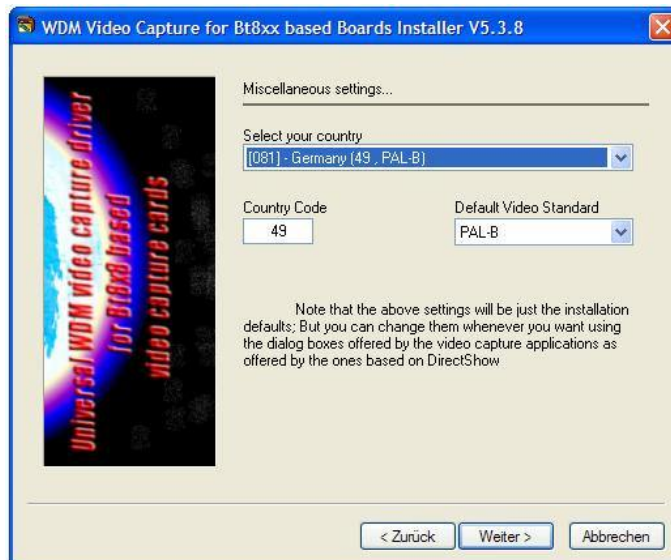 WDM Video Capture for Bt8xx based Boards Installer V5.3.8
Universal WDM video capture driver
for Bt8x8 based
video capture cards
Miscellaneous settings...
Select your country
[081] - Germany (49 , PAL-B)
Country Code
Default Video Standard
49
PAL-B
Note that the above settings will be just the installation
defaults; But you can change them whenever you want using
the dialog boxes offered by the video capture applications as
offered by the ones based on DirectShow
< Zurück
Weiter >
Abbrechen